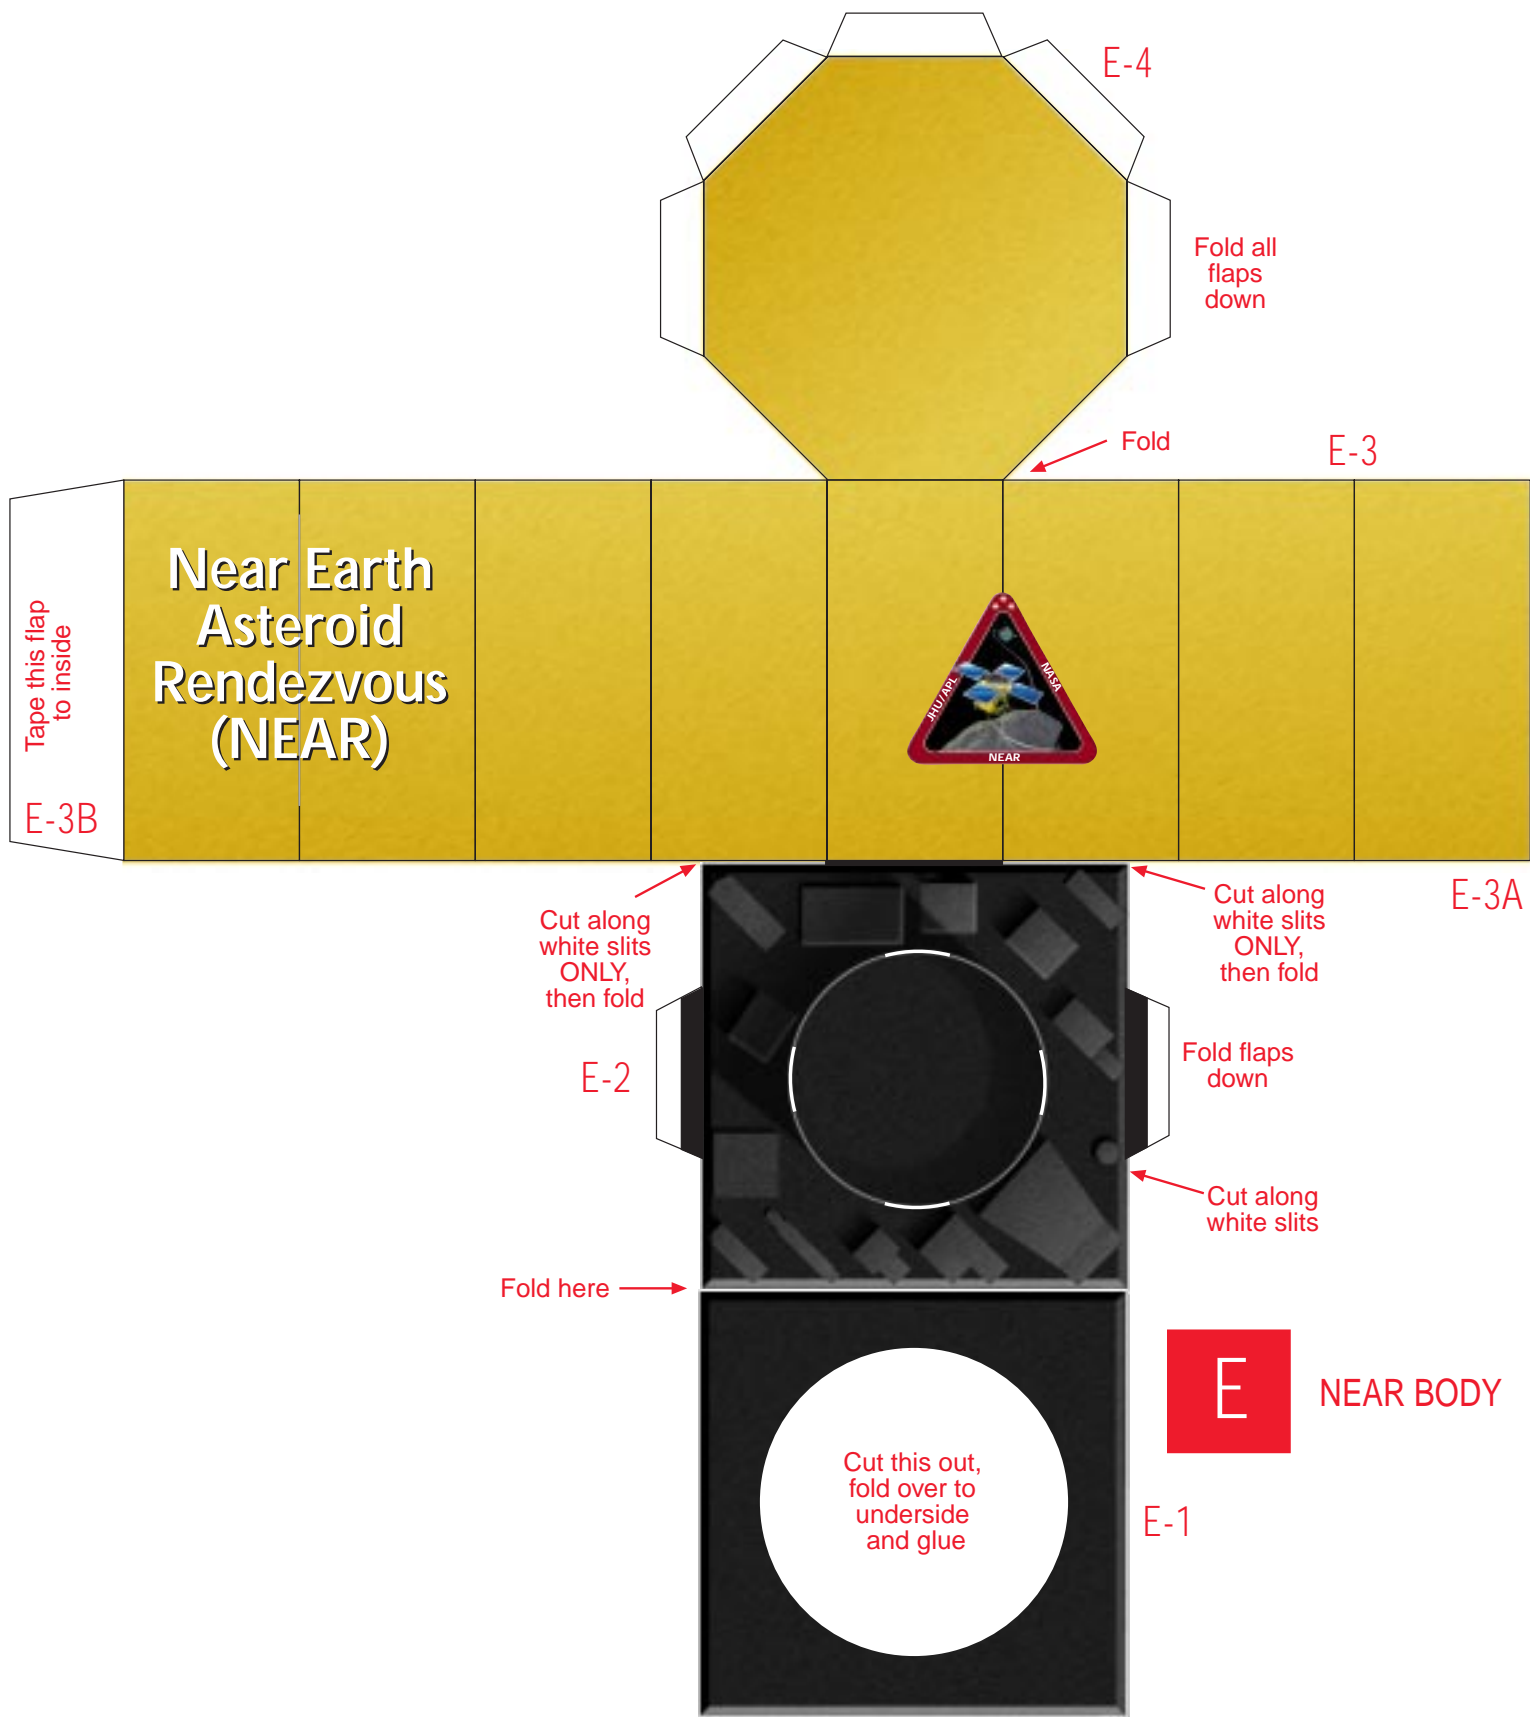 E-4
Fold all
flaps
down
Fold
E-3
Near Earth
Asteroid
Rendezvous
(NEAR)
Tape this flap
to inside
E-3B
JHU/APL
NASA
NEAR
E-3A
Cut along
white slits
ONLY,
then fold
Cut along
white slits
ONLY,
then fold
E-2
Fold flaps
down
Cut along
white slits
Fold here
E
NEAR BODY
Cut this out,
fold over to
underside
and glue
E-1